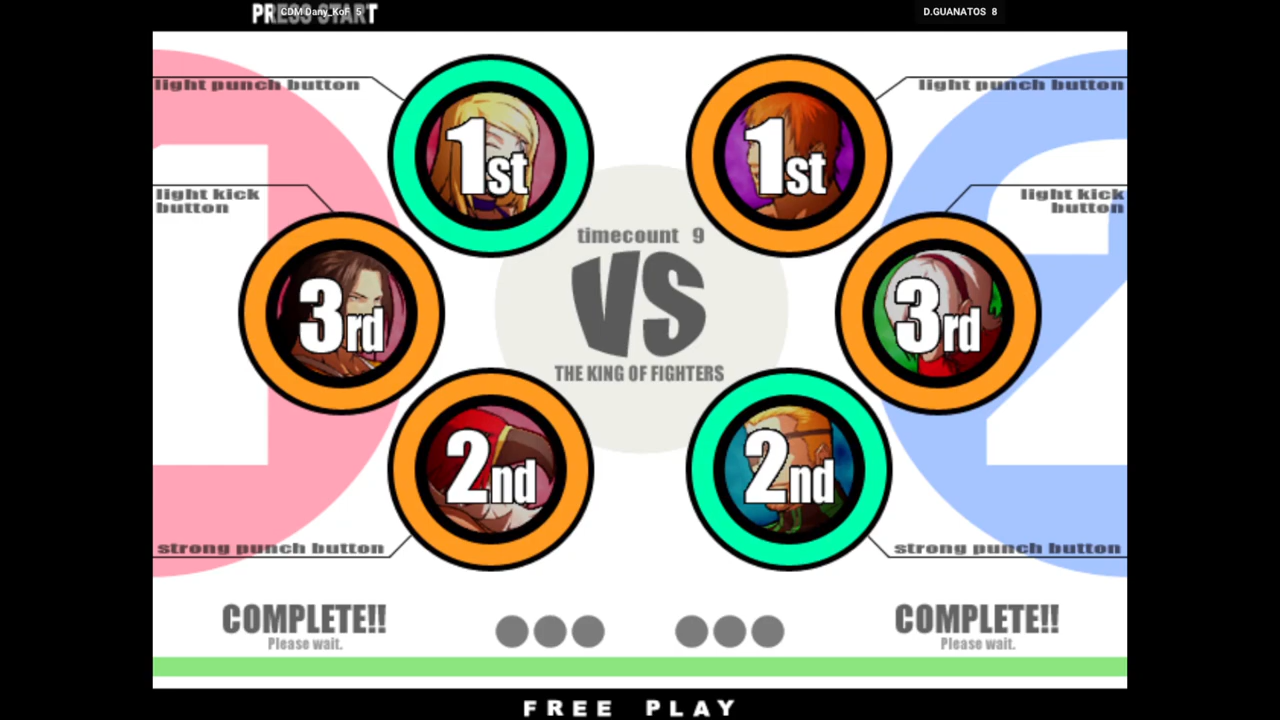 PRESS START
CDM Dany_KoF 5
D.GUANATOS 8
light punch button
light punch button
1st
1st
light kick
button
light kick
button
1
2
timecount 9
VS
THE KING OF FIGHTERS
3rd
3rd
2nd
2nd
strong punch button
strong punch button
COMPLETE!!
Please wait.
COMPLETE!!
Please wait.
FREE PLAY